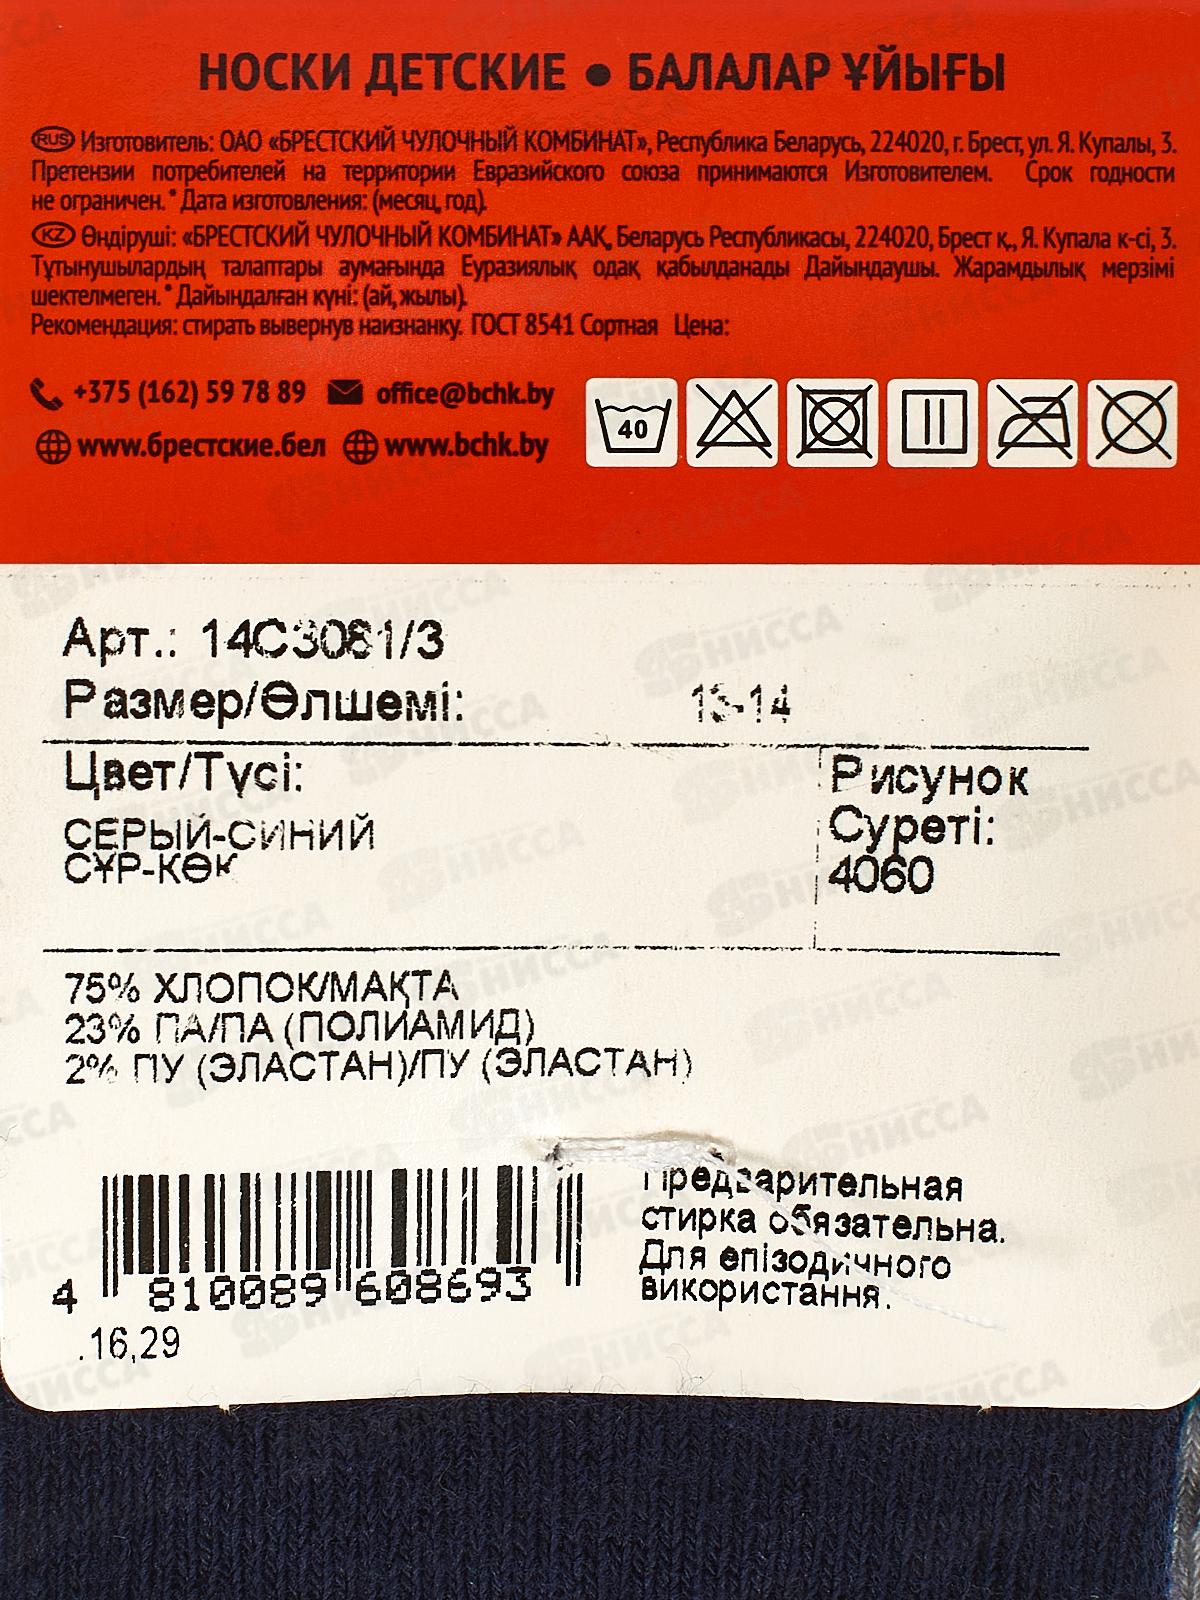 НОСКИ ДЕТСКИЕ • БАЛАЛАР ҰЙЫҒЫ
RUS Изготовитель: ОАО «БРЕСТСКИЙ ЧУЛОЧНЫЙ КОМБИНАТ», Республика Беларусь, 224020, г. Брест, ул. Я. Купалы, 3.
Претензии потребителей на территории Евразийского союза принимаются Изготовителем. Срок годности
не ограничен. * Дата изготовления: (месяц, год).
KZ Өндіруші: «БРЕСТСКИЙ ЧУЛОЧНЫЙ КОМБИНАТ» ААҚ, Беларусь Республикасы, 224020, Брест қ., Я. Купала к-сі, 3.
Тұтынушылардың талаптары аумағында Еуразиялық одақ қабылданады Дайындаушы. Жарамдылық мерзімі
шектелмеген. * Дайындалған күні: (ай, жылы).
Рекомендация: стирать вывернув наизнанку. ГОСТ 8541 Сортная Цена:
+375 (162) 59 78 89 office@bchk.by
www.брестские.бел www.bchk.by
40
Арт.: 14С3081/3
Размер/Өлшемі: 13-14
Цвет/Түсі:
СЕРЫЙ-СИНИЙ
СҰР-КӨК
Рисунок
Суреті:
4060
75% ХЛОПОК/МАҚТА
23% ПА/ПА (ПОЛИАМИД)
2% ПУ (ЭЛАСТАН)/ПУ (ЭЛАСТАН)
Предварительная
стирка обязательна.
Для епізодичного
використання.
4 810089 608693
.16,29
БНИССА